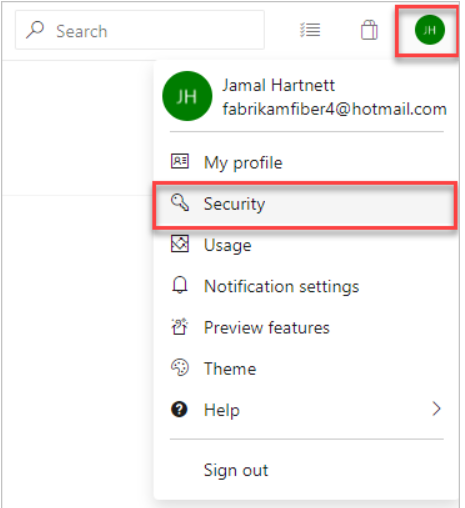 Search
JH
JH
Jamal Hartnett
fabrikamfiber4@hotmail.com
My profile
Security
Usage
Notification settings
Preview features
Theme
Help
Sign out